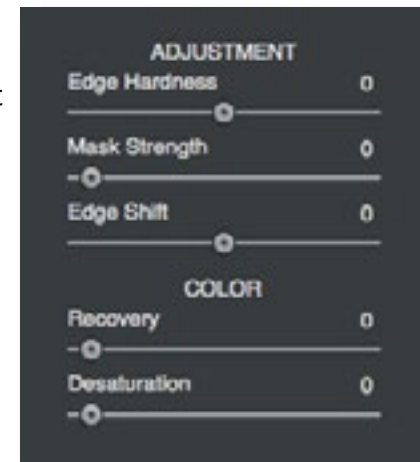 ADJUSTMENT
Edge Hardness 0
Mask Strength 0
Edge Shift 0
COLOR
Recovery 0
Desaturation 0